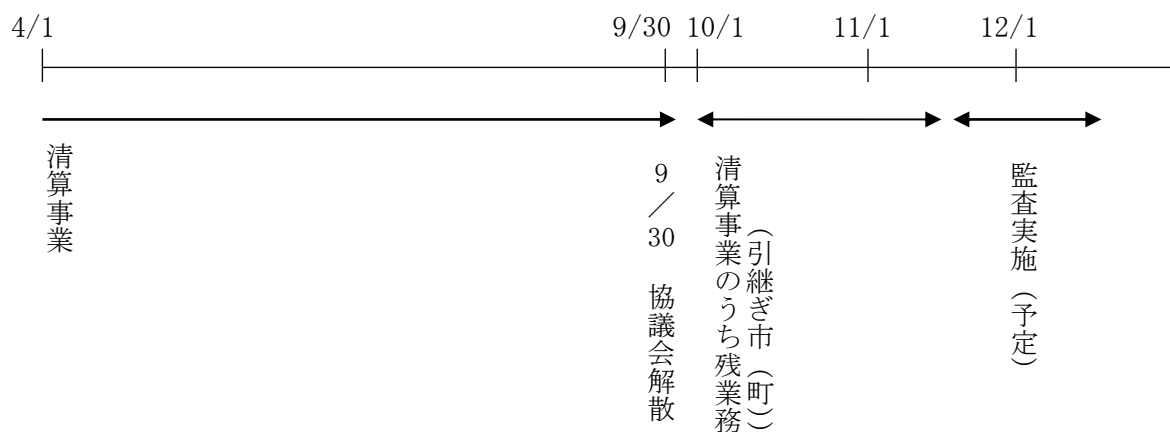 4/1
9/30
10/1
11/1
12/1
清算事業
9/30 協議会解散
清算事業のうち残業務
(引継ぎ市(町))
監査実施(予定)